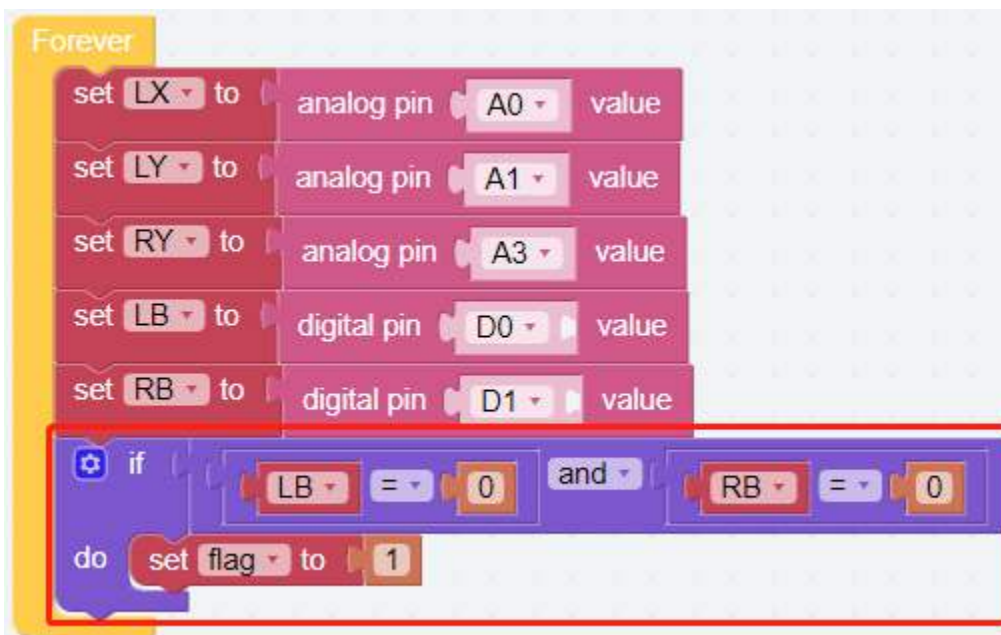 Forever
set LX to analog pin A0 value
set LY to analog pin A1 value
set RY to analog pin A3 value
set LB to digital pin D0 value
set RB to digital pin D1 value
if LB = 0 and RB = 0
do set flag to 1